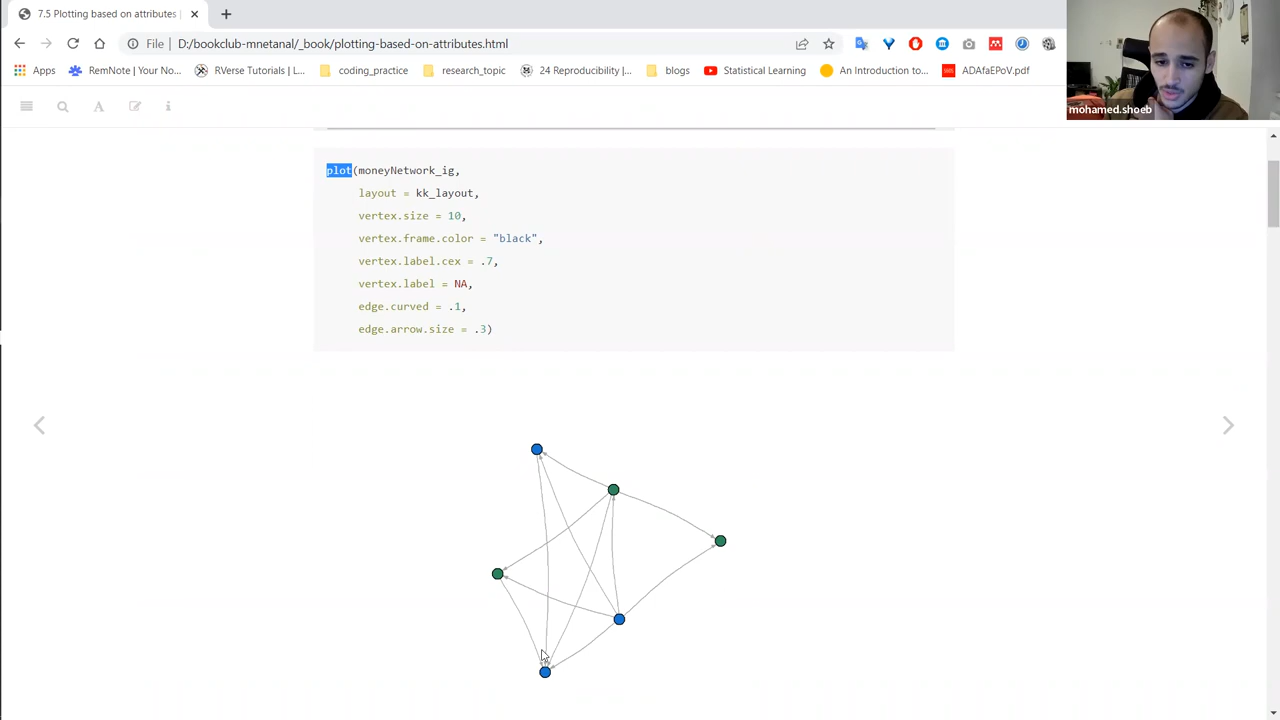 7.5 Plotting based on attributes |
File | D:/bookclubmnetanal/_book/plotting-based-on-attributes.html
Apps RemNote | Your No... RVerse Tutorials | L... coding_practice research_topic 24 Reproducibility |... blogs Statistical Learning An Introduction to... ADAfaEPoV.pdf
mohamed.shoeb
A i
plot(moneyNetwork_ig,
layout = kk_layout,
vertex.size = 10,
vertex.frame.color = "black",
vertex.label.cex = .7,
vertex.label = NA,
edge.curved = .1,
edge.arrow.size = .3)